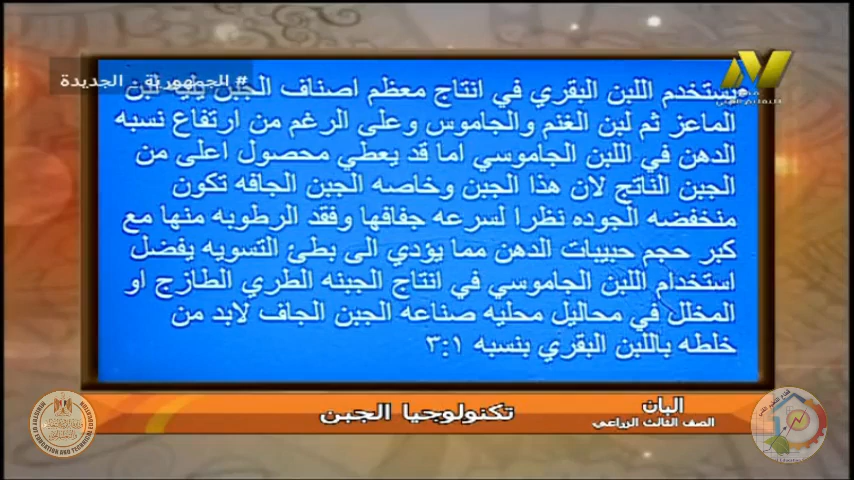 # الجمهورية_الجديدة
يستخدم اللبن البقري في انتاج معظم اصناف الجبن يليه لبن
الماعز ثم لبن الغنم والجاموس وعلى الرغم من ارتفاع نسبه
الدهن في اللبن الجاموسي اما قد يعطي محصول اعلى من
الجبن الناتج لان هذا الجبن وخاصه الجبن الجافه تكون
منخفضه الجوده نظرا لسرعه جفافها وفقد الرطوبه منها مع
كبر حجم حبيبات الدهن مما يؤدي الى بطئ التسويه يفضل
استخدام اللبن الجاموسي في انتاج الجبنه الطري الطازج او
المخلل في محاليل محليه صناعه الجبن الجاف لابد من
خلطه باللبن البقري بنسبه ٣:١
البان
الصف الثالث الزراعي
تكنولوجيا الجبن